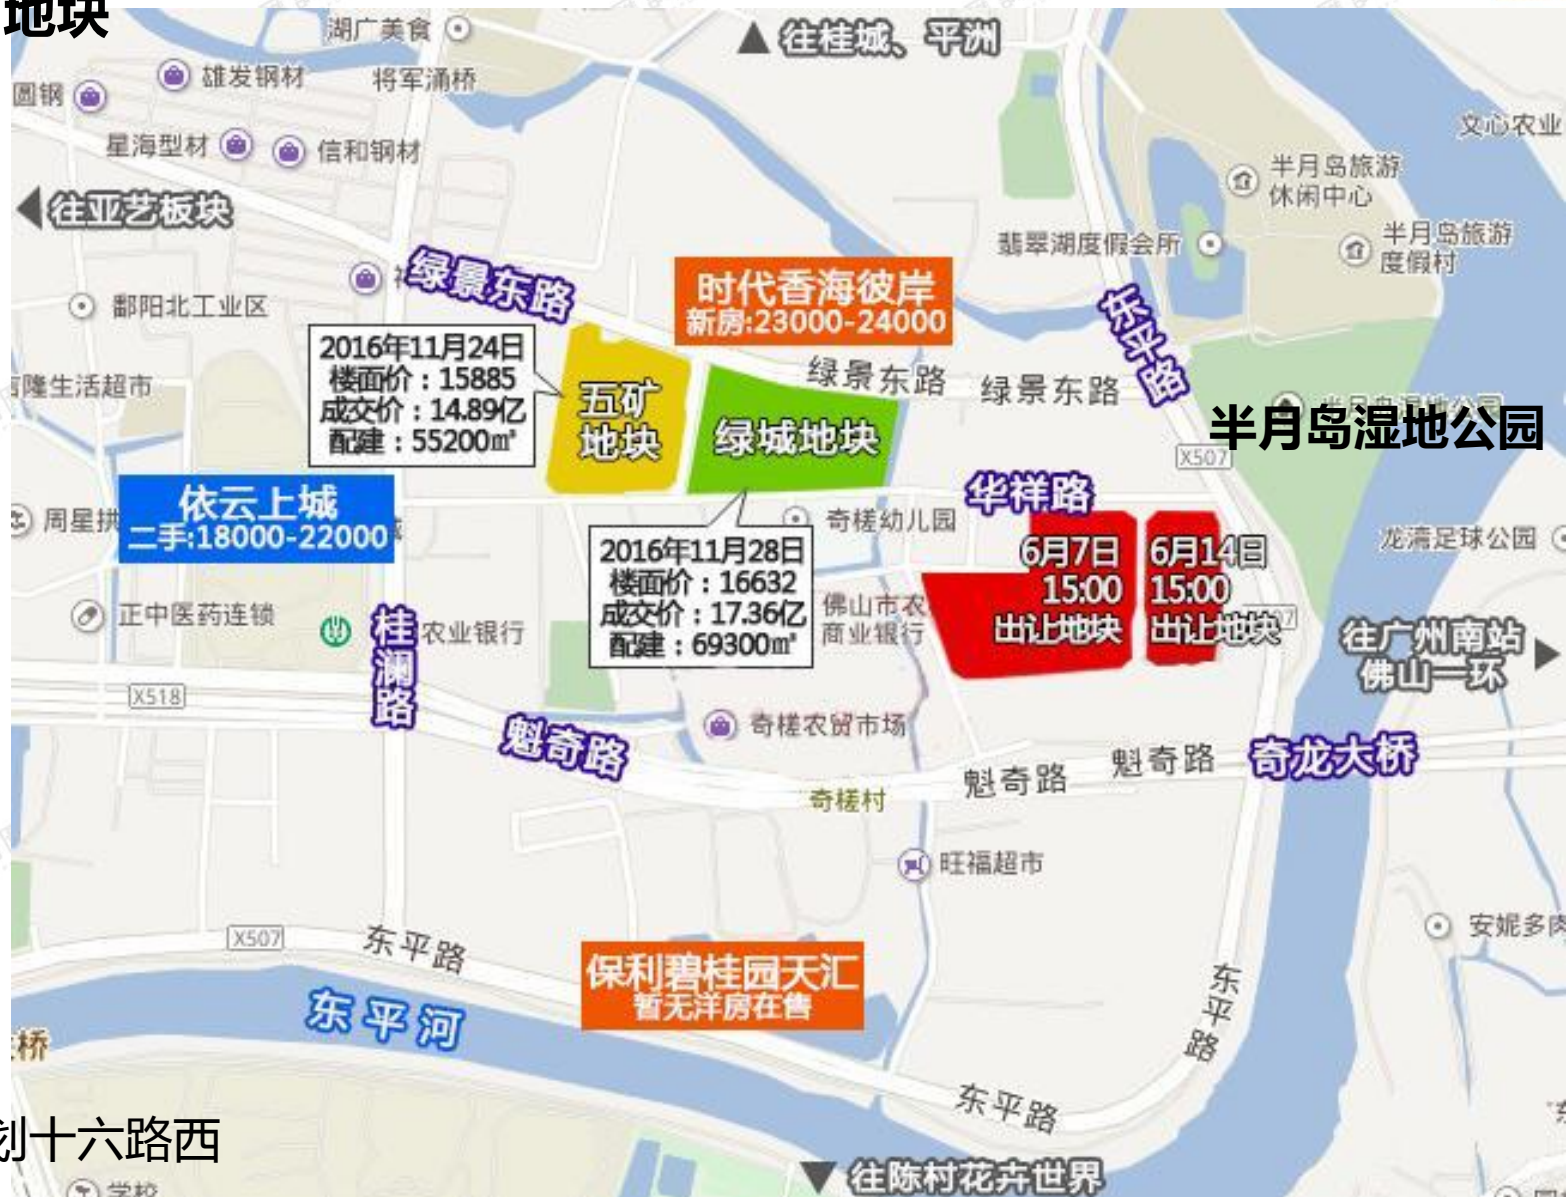 地块
湖广美食
往桂城、平洲
圆钢
雄发钢材
将军涌桥
文心农业
星海型材
信和钢材
半月岛旅游
休闲中心
往亚艺板块
翡翠湖度假会所
半月岛旅游
度假村
绿景东路
鄱阳北工业区
时代香海彼岸
新房:23000-24000
东平路
2016年11月24日
楼面价：15885
成交价：14.89亿
配建：55200㎡
隆生活超市
五矿
地块
绿景东路
绿景东路
绿城地块
半月岛湿地公园
半月岛湿地公园
X507
依云上城
二手:18000-22000
华祥路
周星拱
奇槎幼儿园
龙湾足球公园
2016年11月28日
楼面价：16632
成交价：17.36亿
配建：69300㎡
6月7日
15:00
出让地块
6月14日
15:00
出让地块
正中医药连锁
农业银行
佛山市农
商业银行
桂澜路
往广州南站
佛山一环
X518
魁奇路
奇槎农贸市场
魁奇路
魁奇路
奇龙大桥
奇槎村
旺福超市
安妮多肉
X507
东平路
保利碧桂园天汇
暂无洋房在售
东平河
东平路
桥
东平路
划十六路西
往陈村花卉世界
学校